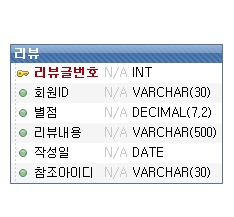 리뷰
리뷰글번호 N/A INT
회원ID N/A VARCHAR(30)
별점 N/A DECIMAL(7,2)
리뷰내용 N/A VARCHAR(500)
작성일 N/A DATE
참조아이디 N/A VARCHAR(30)